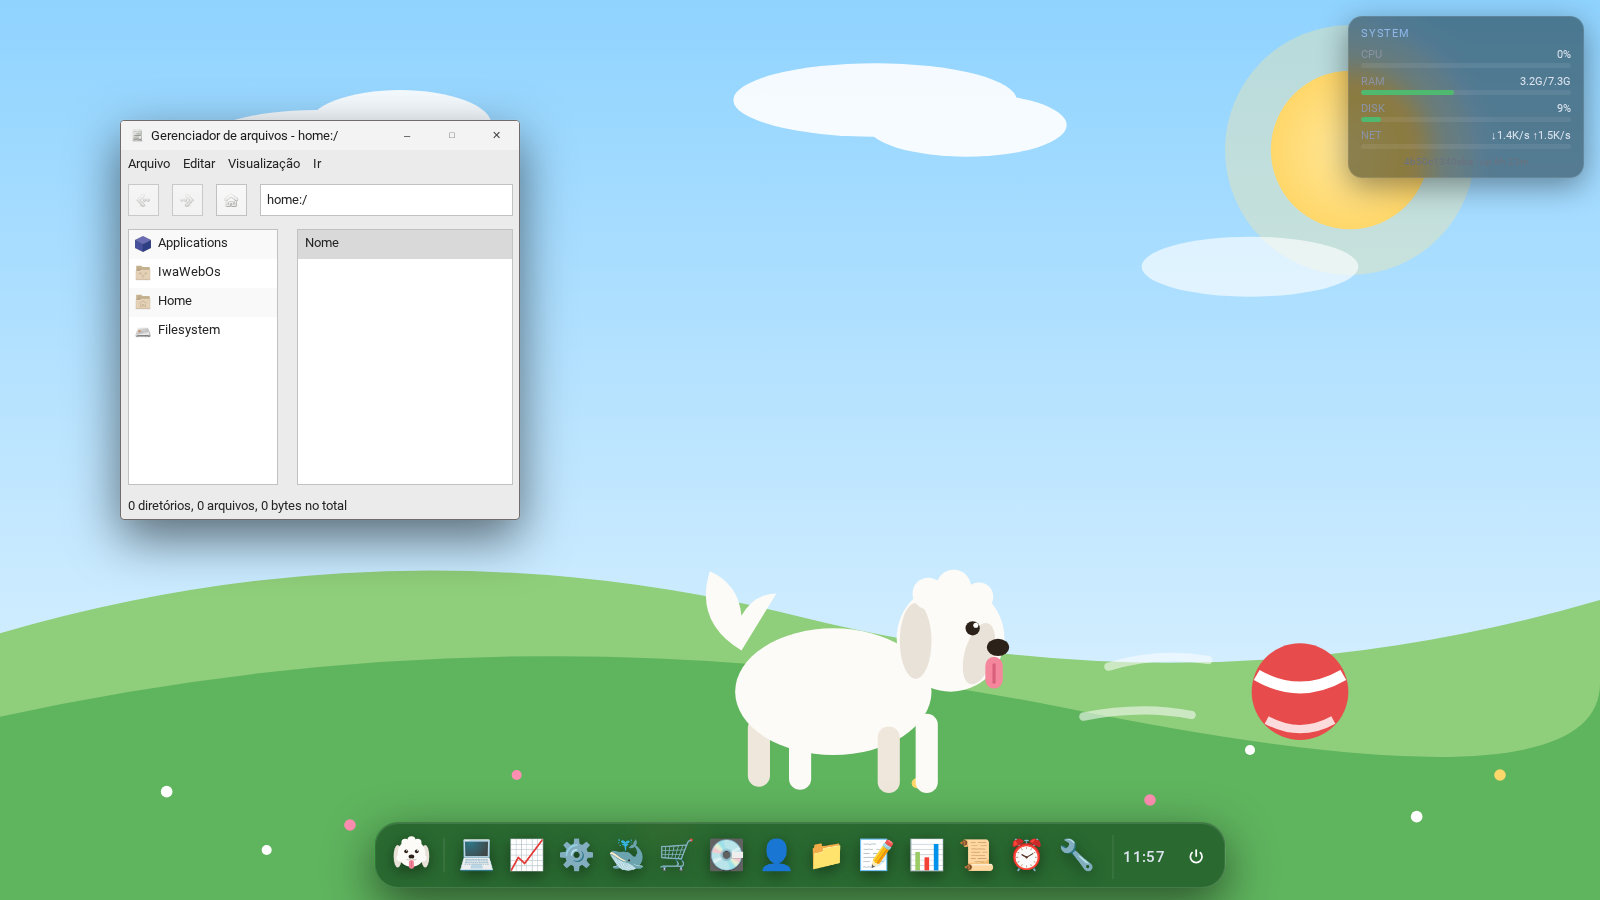 SYSTEM
CPU 0%
RAM 3.2G/7.3G
DISK 9%
NET ↓1.4K/s ↑1.5K/s
Gerenciador de arquivos - home:/
Arquivo Editar Visualização Ir
home:/
Applications
IwaWebOs
Home
Filesystem
Nome
0 diretórios, 0 arquivos, 0 bytes no total
11:57